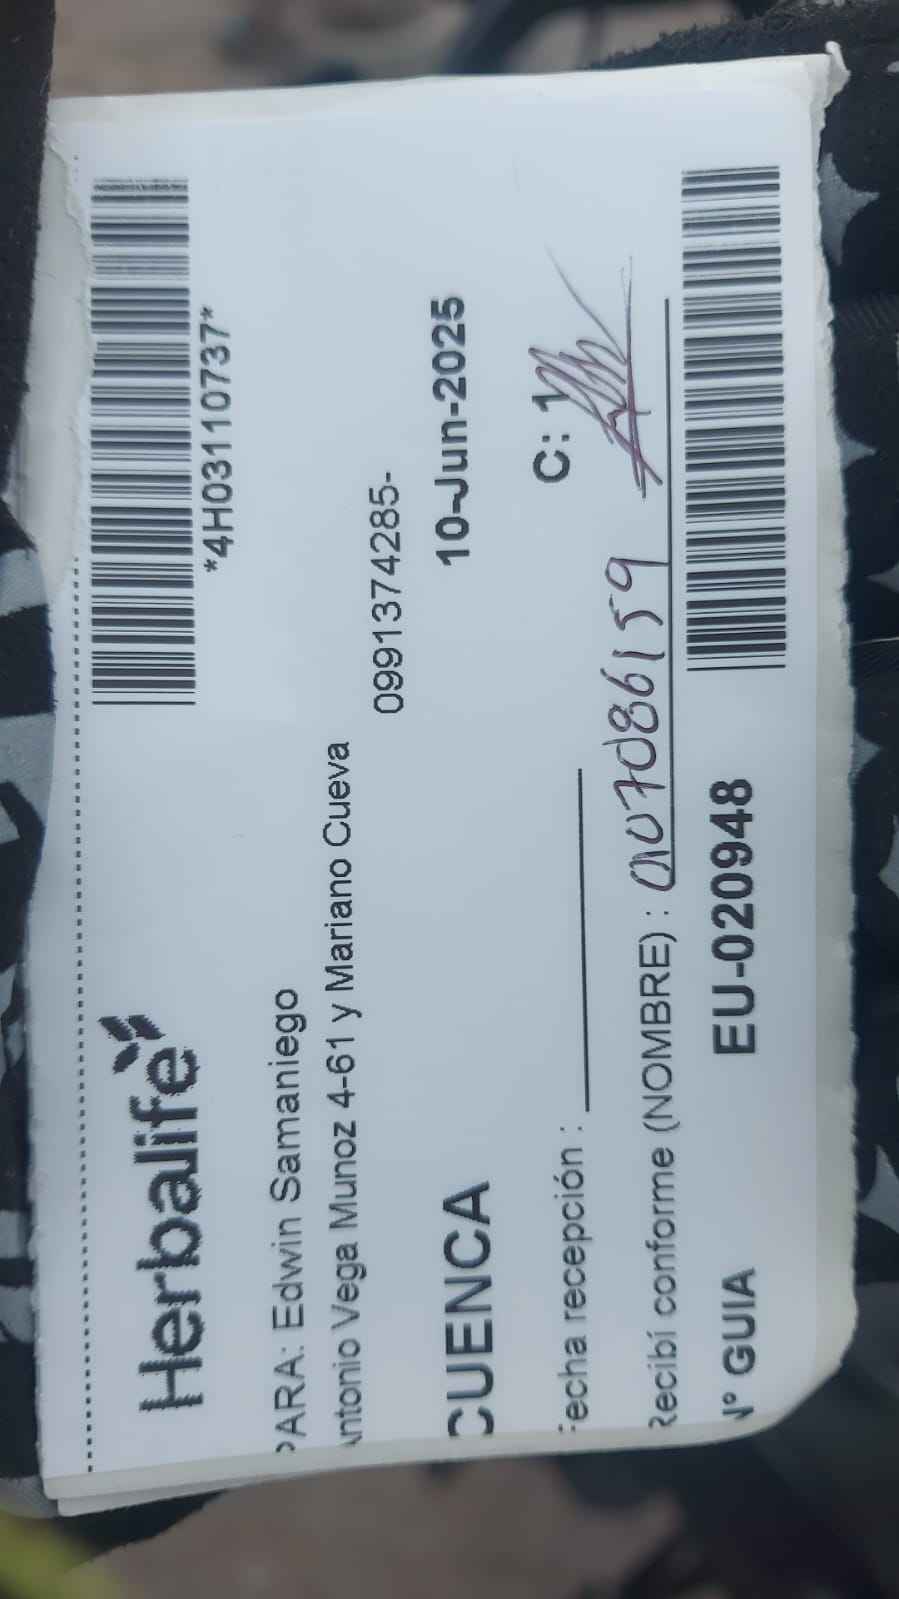 Herbalife
*4H03110737*
PARA: Edwin Samaniego
Antonio Vega Munoz 4-61 y Mariano Cueva
0991374285-
CUENCA
10-Jun-2025
Fecha recepción :
C: 1
Recibí conforme (NOMBRE) :
Nº GUIA
EU-020948